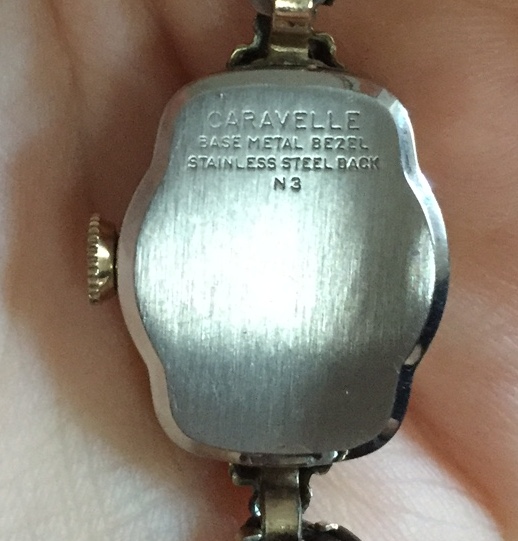 CARAVELLE
BASE METAL BEZEL
STAINLESS STEEL BACK
N3